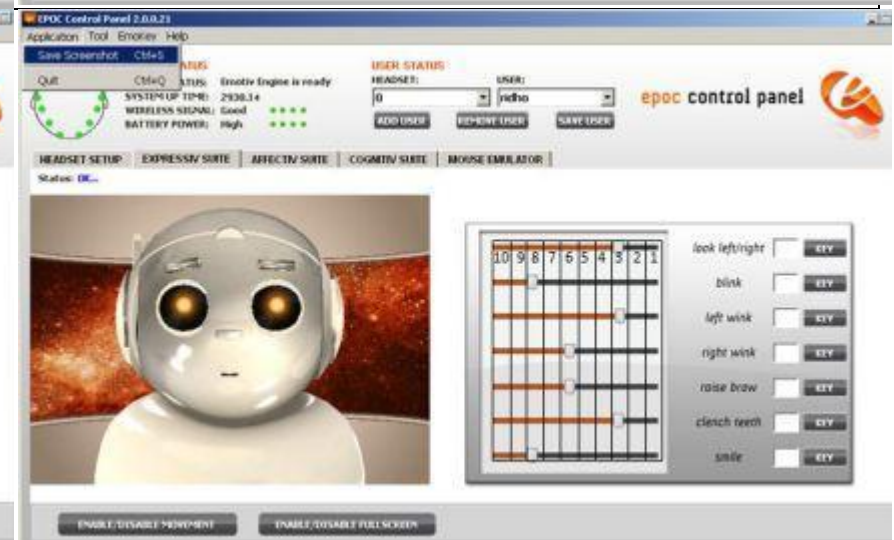 EPOC Control Panel 2.0.0.21
Application Tool EmoKey Help
Save Screenshot Ctrl+S
Quit Ctrl+Q
STATUS: Emotiv Engine is ready
SYSTEM UP TIME: 2930.14
WIRELESS SIGNAL: Good
BATTERY POWER: High
USER STATUS
HEADSET: USER:
0 ridho
ADD USER REMOVE USER SAVE USER
epoc control panel
HEADSET SETUP EXPRESSIV SUITE AFFECTIV SUITE COGNITIV SUITE MOUSE EMULATOR
Status: OK...
10 9 8 7 6 5 4 3 2 1
look left/right KEY
blink KEY
left wink KEY
right wink KEY
raise brow KEY
clench teeth KEY
smile KEY
ENABLE/DISABLE MOVEMENT ENABLE/DISABLE FULLSCREEN